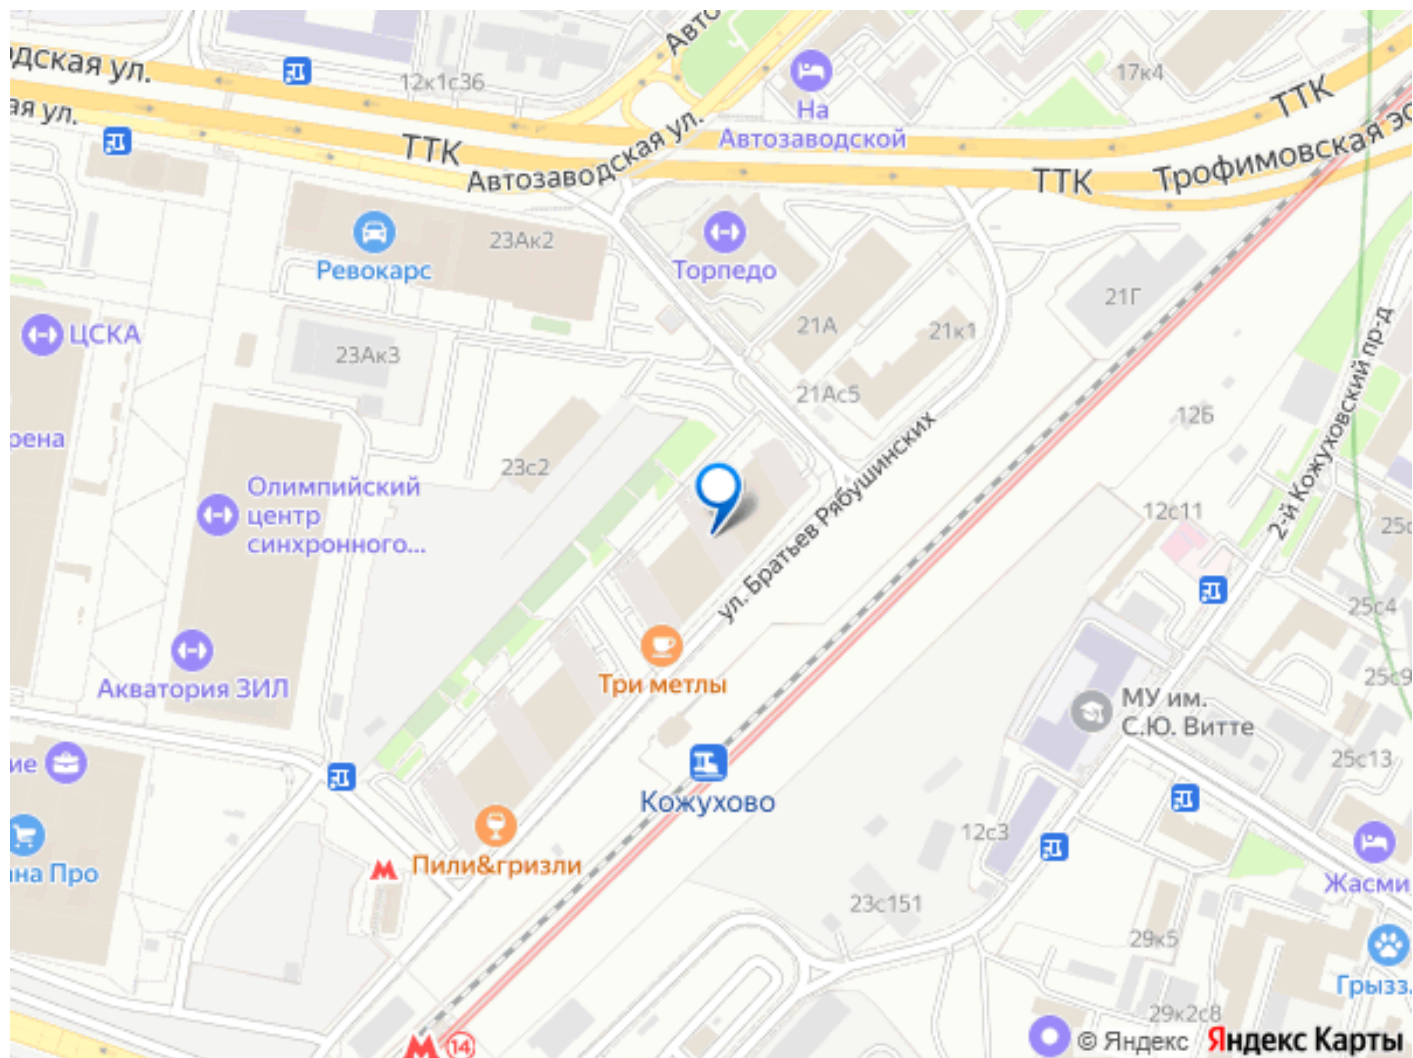 дская ул.
ая ул.
12к1с36
Авто
На
Автозаводской
17к4
ТТК
ТТК
Автозаводская ул.
ТТК
Трофимовская эс
Ревокарс
23Ак2
Торпедо
21Г
ЦСКА
23Ак3
21А
21к1
21Ас5
12Б
2-й Кожуховский пр-д
рена
Олимпийский
центр
синхронного...
23с2
ул. Братьев Рябушинских
12с11
25с
25с4
Акватория ЗИЛ
Три метлы
МУ им.
С.Ю. Витте
25с9
ие
Кожухово
25с13
ана Про
Пили&гризли
12с3
Жасми
23с151
29к5
Грызз.
29к2с8
14
© Яндекс Яндекс Карты